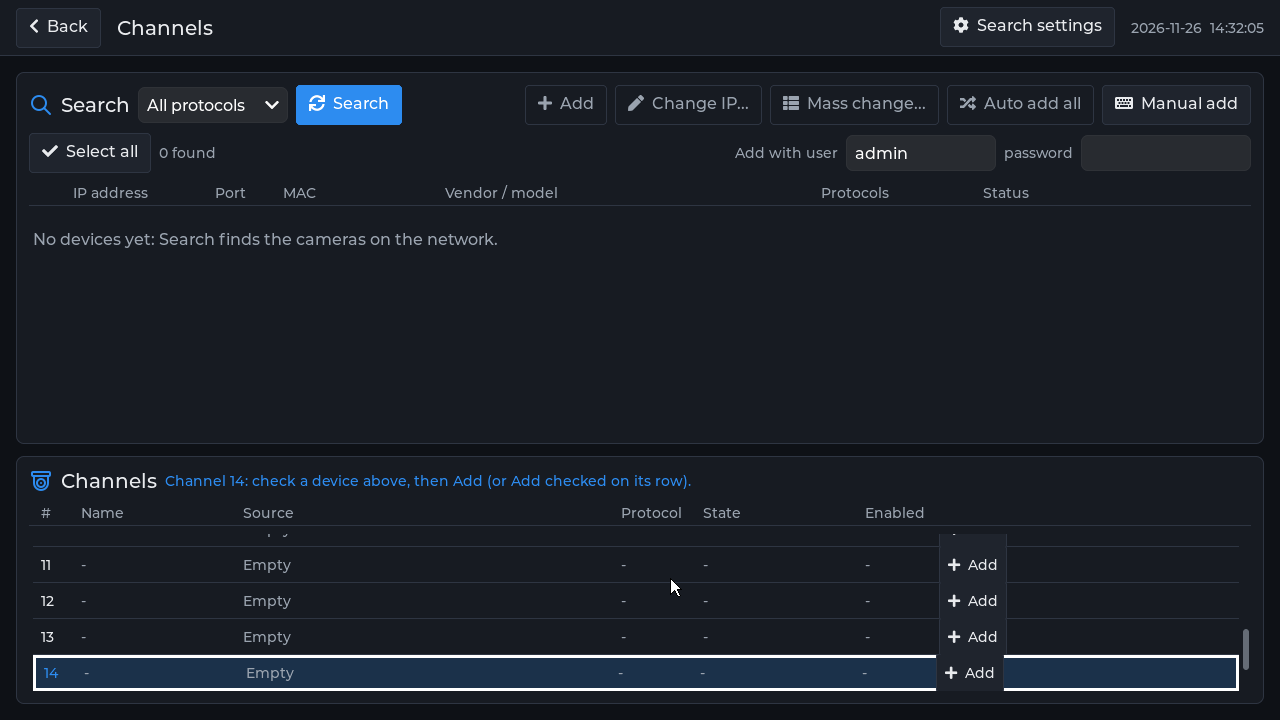 Back
Channels
Search settings
2026-11-26 14:32:05
Search
All protocols
Search
Add
Change IP...
Mass change...
Auto add all
Manual add
Select all
0 found
Add with user
admin
password
IP address Port MAC Vendor / model Protocols Status
No devices yet: Search finds the cameras on the network.
Channels
Channel 14: check a device above, then Add (or Add checked on its row).
# Name Source Protocol State Enabled
11 - Empty - - - Add
12 - Empty - - - Add
13 - Empty - - - Add
14 - Empty - - - Add